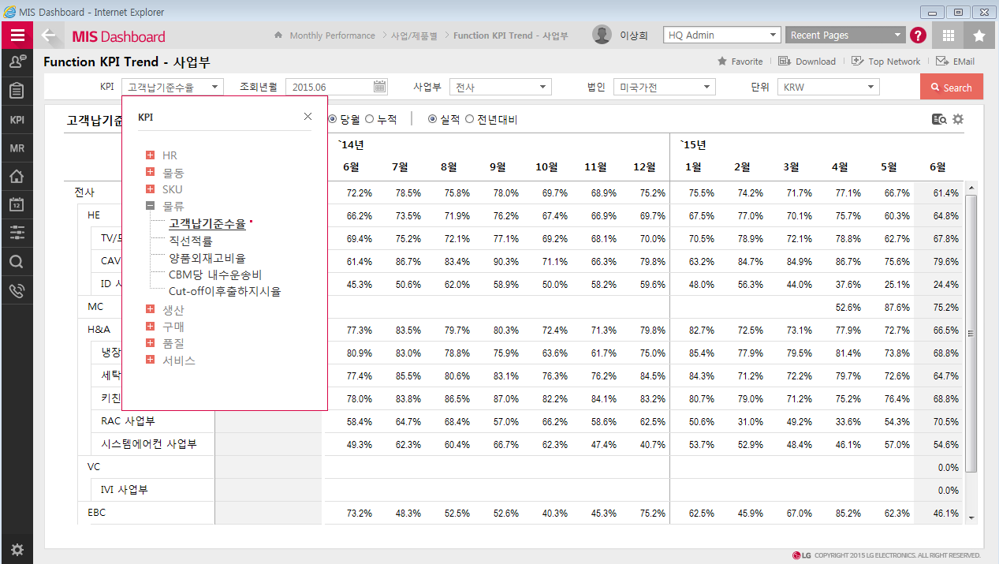 MIS Dashboard - Internet Explorer
MIS Dashboard
Monthly Performance > 사업/제품별 > Function KPI Trend - 사업부
이상희
HQ Admin
Recent Pages
?
Function KPI Trend - 사업부
Favorite
Download
Top Network
EMail
KPI 고객납기준수율
조회년월 2015.06
사업부 전사
법인 미국가전
단위 KRW
Search
KPI
MR
12
고객납기준
당월 누적
실적 전년대비
KPI
HR
물동
SKU
물류
고객납기준수율
직선적률
양품외재고비율
CBM당 내수운송비
Cut-off이후출하지시율
생산
구매
품질
서비스
`14년 `15년
6월 7월 8월 9월 10월 11월 12월 1월 2월 3월 4월 5월 6월
전사 72.2% 78.5% 75.8% 78.0% 69.7% 68.9% 75.2% 75.5% 74.2% 71.7% 77.1% 66.7% 61.4%
HE 66.2% 73.5% 71.9% 76.2% 67.4% 66.9% 69.7% 67.5% 77.0% 70.1% 75.7% 60.3% 64.8%
TV/ 69.4% 75.2% 72.1% 77.1% 69.2% 68.1% 70.0% 70.5% 78.9% 72.1% 78.8% 62.7% 67.8%
CAV 61.4% 86.7% 83.4% 90.3% 71.1% 66.3% 79.8% 63.2% 84.7% 84.9% 86.7% 75.6% 79.6%
ID 45.3% 50.6% 62.0% 58.9% 50.0% 58.2% 59.6% 48.0% 56.3% 44.0% 37.6% 25.1% 24.4%
MC 52.6% 87.6% 75.2%
H&A 77.3% 83.5% 79.7% 80.3% 72.4% 71.3% 79.8% 82.7% 72.5% 73.1% 77.9% 72.7% 66.5%
냉장 80.9% 83.0% 78.8% 75.9% 63.6% 61.7% 75.0% 85.4% 77.9% 79.5% 81.4% 73.8% 68.8%
세탁 77.4% 85.5% 80.6% 83.1% 76.3% 76.2% 84.5% 84.3% 71.2% 72.2% 79.7% 72.6% 64.7%
키친 78.0% 83.8% 86.5% 87.0% 82.2% 84.1% 83.2% 80.7% 79.0% 71.2% 75.2% 76.4% 68.8%
RAC 사업부 58.4% 64.7% 68.4% 57.0% 66.2% 58.6% 62.5% 50.6% 31.0% 49.2% 33.6% 54.3% 70.5%
시스템에어컨 사업부 49.3% 62.3% 60.4% 66.7% 62.3% 47.4% 40.7% 53.7% 52.9% 48.4% 46.1% 57.0% 54.6%
VC 0.0%
IVI 사업부 0.0%
EBC 73.2% 48.3% 52.5% 52.6% 40.3% 45.3% 75.2% 62.5% 45.9% 67.0% 85.2% 62.3% 46.1%
LG COPYRIGHT 2015 LG ELECTRONICS. ALL RIGHT RESERVED.